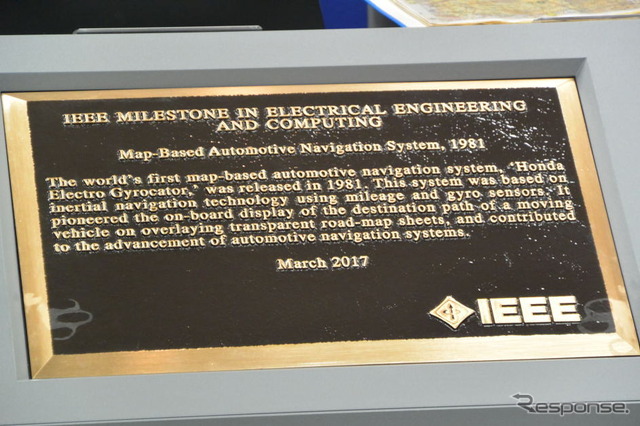 IEEE MILESTONE IN ELECTRICAL ENGINEERING
AND COMPUTING
Map-Based Automotive Navigation System, 1981
The world's first map-based automotive navigation system, "Honda
Electro Gyrocator," was released in 1981. This system was based on
inertial navigation technology using mileage and gyro sensors. It
pioneered the on-board display of the destination path of a moving
vehicle on overlaying transparent road-map sheets, and contributed
to the advancement of automotive navigation systems.
March 2017
IEEE
Response.